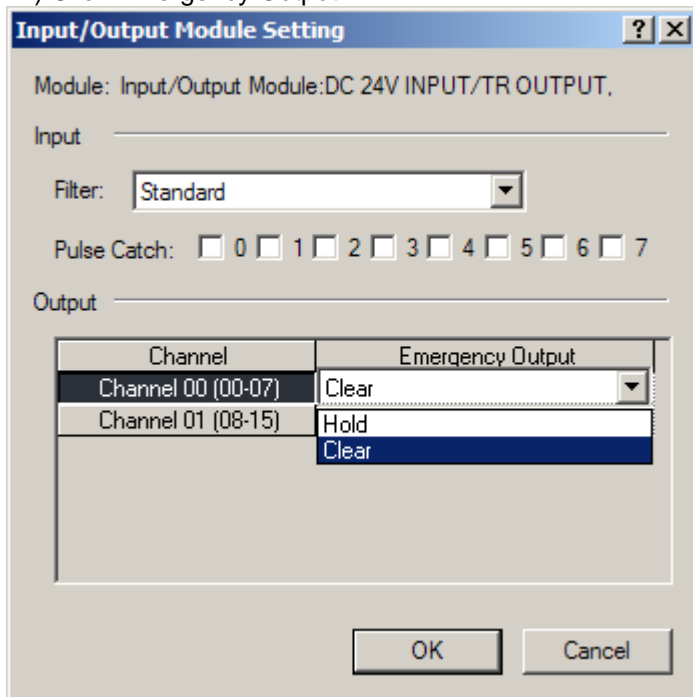 Input/Output Module Setting
Module: Input/Output Module:DC 24V INPUT/TR OUTPUT,
Input
Filter: Standard
Pulse Catch: 0 1 2 3 4 5 6 7
Output
Channel Emergency Output
Channel 00 (00-07) Clear
Channel 01 (08-15) Hold
Clear
OK Cancel